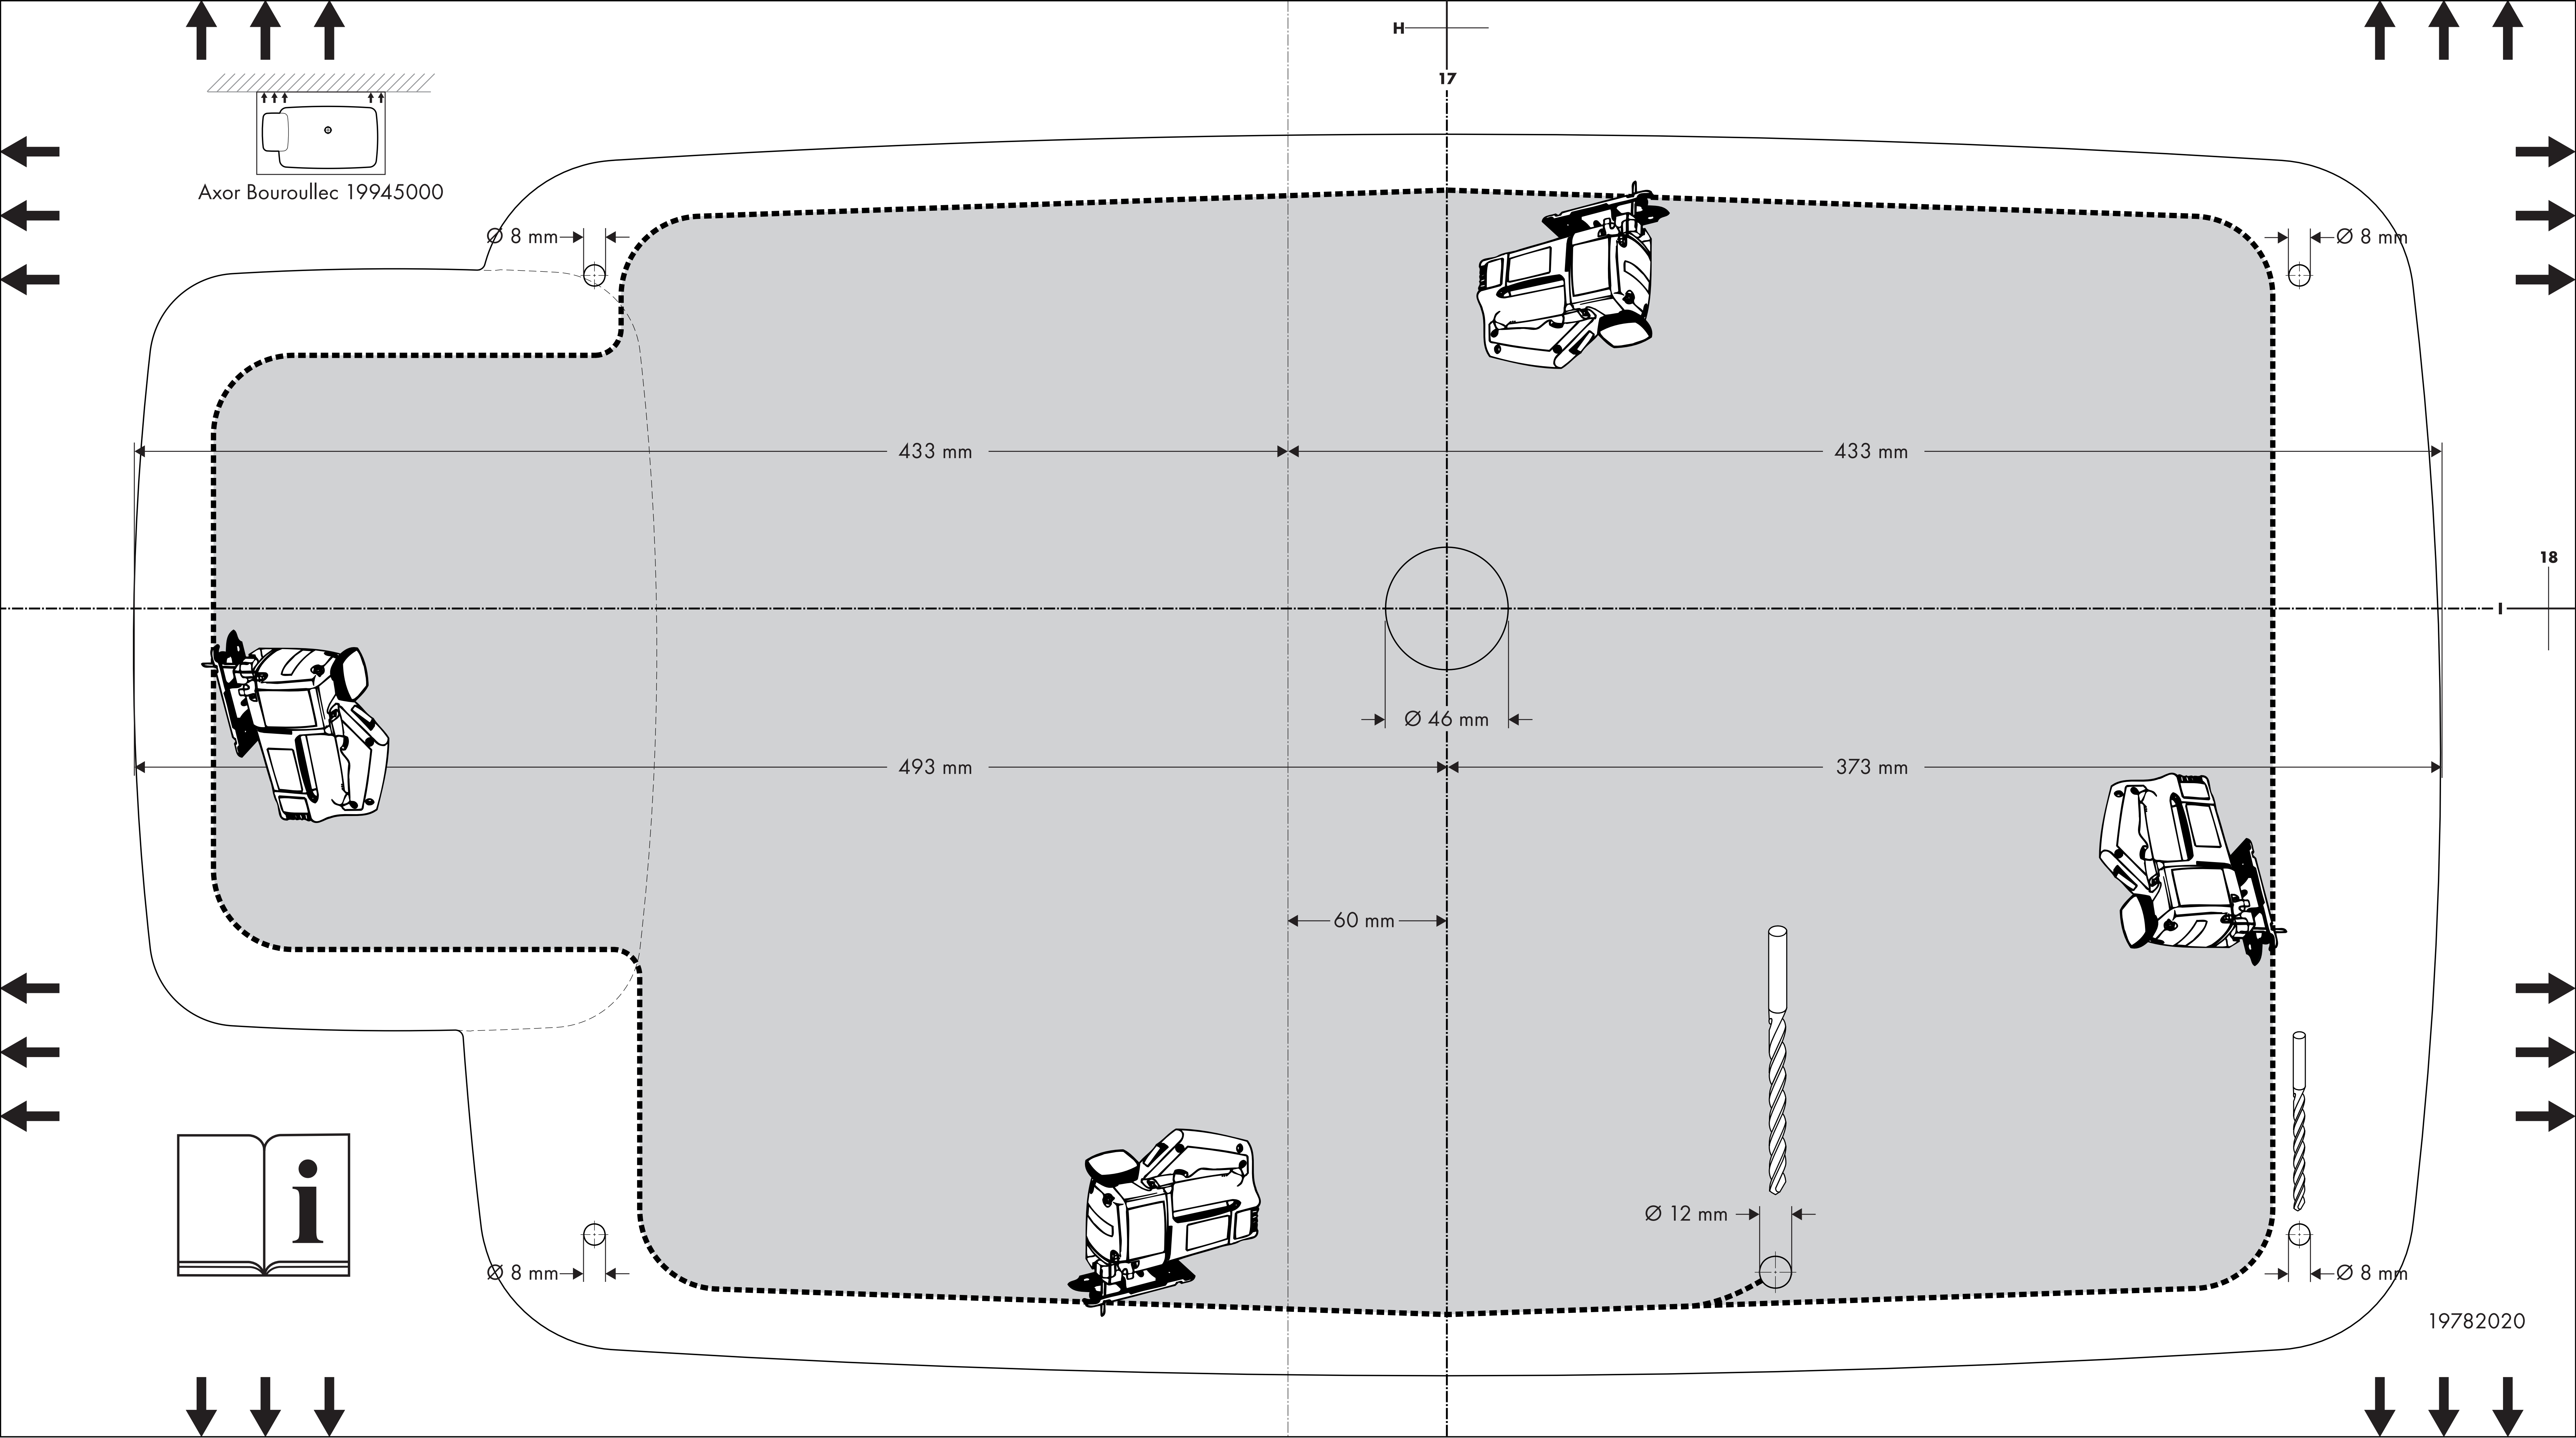 H
17
Axor Bouroullec 19945000
Ø 8 mm
Ø 8 mm
433 mm
433 mm
18
I
Ø 46 mm
493 mm
373 mm
60 mm
i
Ø 12 mm
Ø 8 mm
Ø 8 mm
19782020